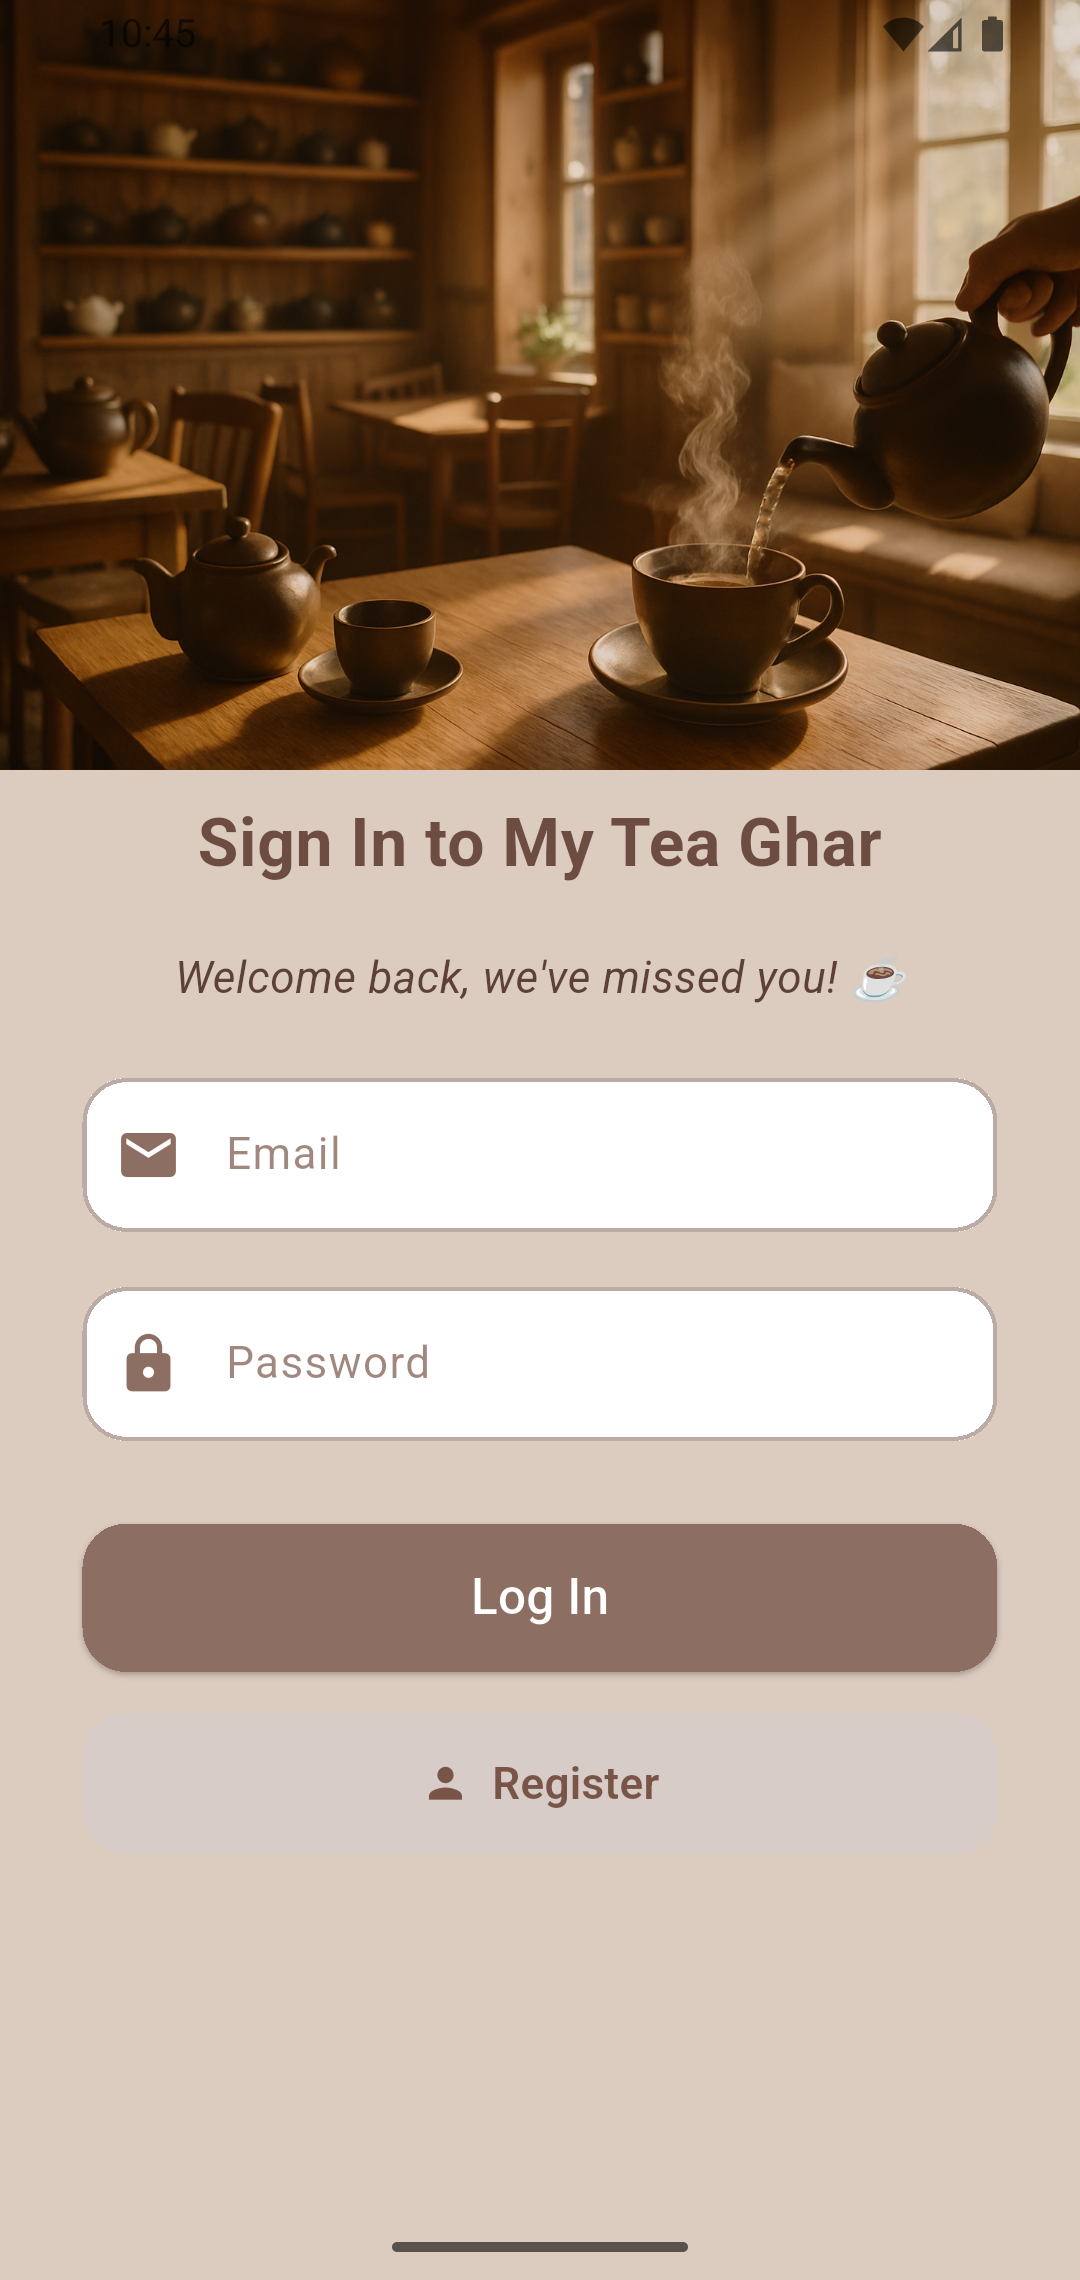 10:45
Sign In to My Tea Ghar
Welcome back, we've missed you! ☕
Email
Password
Log In
Register